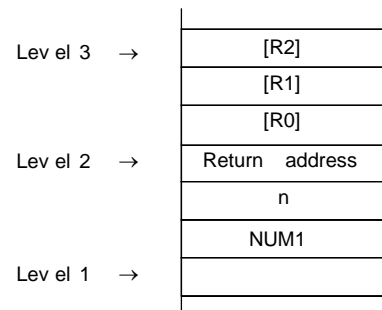 Lev el 3 → [R2]
[R1]
[R0]
Lev el 2 → Return address
n
NUM1
Lev el 1 →